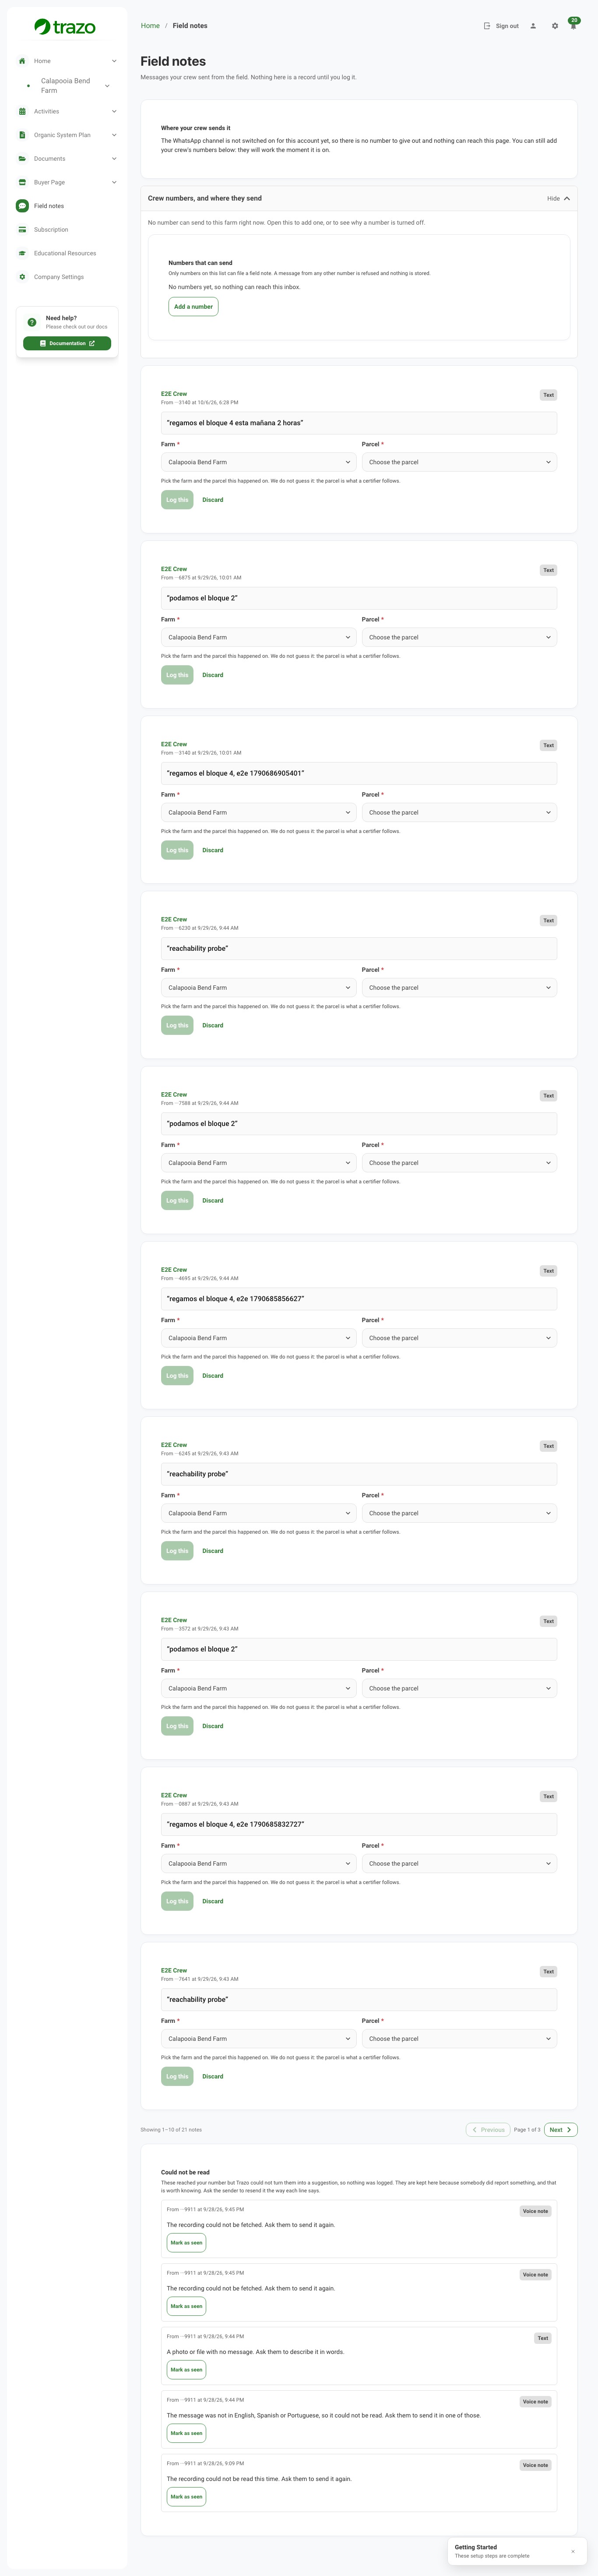 trazo
Home
Calapooia Bend
Farm
Activities
Organic System Plan
Documents
Buyer Page
Field notes
Subscription
Educational Resources
Company Settings
Need help?
Please check out our docs
Documentation
Home / Field notes
Sign out
20
Field notes
Messages your crew sent from the field. Nothing here is a record until you log it.
Where your crew sends it
The WhatsApp channel is not switched on for this account yet, so there is no number to give out and nothing can reach this page. You can still add
your crew's numbers below: they will work the moment it is on.
Crew numbers, and where they send
Hide
No number can send to this farm right now. Open this to add one, or to see why a number is turned off.
Numbers that can send
Only numbers on this list can file a field note. A message from any other number is refused and nothing is stored.
No numbers yet, so nothing can reach this inbox.
Add a number
E2E Crew
Text
From ···3140 at 10/6/26, 6:28 PM
“regamos el bloque 4 esta mañana 2 horas”
Farm * Parcel *
Calapooia Bend Farm Choose the parcel
Pick the farm and the parcel this happened on. We do not guess it: the parcel is what a certifier follows.
Log this Discard
E2E Crew
Text
From ···6875 at 9/29/26, 10:01 AM
“podamos el bloque 2”
Farm * Parcel *
Calapooia Bend Farm Choose the parcel
Pick the farm and the parcel this happened on. We do not guess it: the parcel is what a certifier follows.
Log this Discard
E2E Crew
Text
From ···3140 at 9/29/26, 10:01 AM
“regamos el bloque 4, e2e 1790686905401”
Farm * Parcel *
Calapooia Bend Farm Choose the parcel
Pick the farm and the parcel this happened on. We do not guess it: the parcel is what a certifier follows.
Log this Discard
E2E Crew
Text
From ···6230 at 9/29/26, 9:44 AM
“reachability probe”
Farm * Parcel *
Calapooia Bend Farm Choose the parcel
Pick the farm and the parcel this happened on. We do not guess it: the parcel is what a certifier follows.
Log this Discard
E2E Crew
Text
From ···7588 at 9/29/26, 9:44 AM
“podamos el bloque 2”
Farm * Parcel *
Calapooia Bend Farm Choose the parcel
Pick the farm and the parcel this happened on. We do not guess it: the parcel is what a certifier follows.
Log this Discard
E2E Crew
Text
From ···4695 at 9/29/26, 9:44 AM
“regamos el bloque 4, e2e 1790685856627”
Farm * Parcel *
Calapooia Bend Farm Choose the parcel
Pick the farm and the parcel this happened on. We do not guess it: the parcel is what a certifier follows.
Log this Discard
E2E Crew
Text
From ···6245 at 9/29/26, 9:43 AM
“reachability probe”
Farm * Parcel *
Calapooia Bend Farm Choose the parcel
Pick the farm and the parcel this happened on. We do not guess it: the parcel is what a certifier follows.
Log this Discard
E2E Crew
Text
From ···3572 at 9/29/26, 9:43 AM
“podamos el bloque 2”
Farm * Parcel *
Calapooia Bend Farm Choose the parcel
Pick the farm and the parcel this happened on. We do not guess it: the parcel is what a certifier follows.
Log this Discard
E2E Crew
Text
From ···0887 at 9/29/26, 9:43 AM
“regamos el bloque 4, e2e 1790685832727”
Farm * Parcel *
Calapooia Bend Farm Choose the parcel
Pick the farm and the parcel this happened on. We do not guess it: the parcel is what a certifier follows.
Log this Discard
E2E Crew
Text
From ···7641 at 9/29/26, 9:43 AM
“reachability probe”
Farm * Parcel *
Calapooia Bend Farm Choose the parcel
Pick the farm and the parcel this happened on. We do not guess it: the parcel is what a certifier follows.
Log this Discard
Showing 1–10 of 21 notes
Previous Page 1 of 3 Next
Could not be read
These reached your number but Trazo could not turn them into a suggestion, so nothing was logged. They are kept here because somebody did report something, and that
is worth knowing. Ask the sender to resend it the way each line says.
From ···9911 at 9/28/26, 9:45 PM
Voice note
The recording could not be fetched. Ask them to send it again.
Mark as seen
From ···9911 at 9/28/26, 9:45 PM
Voice note
The recording could not be fetched. Ask them to send it again.
Mark as seen
From ···9911 at 9/28/26, 9:44 PM
Text
A photo or file with no message. Ask them to describe it in words.
Mark as seen
From ···9911 at 9/28/26, 9:44 PM
Voice note
The message was not in English, Spanish or Portuguese, so it could not be read. Ask them to send it in one of those.
Mark as seen
From ···9911 at 9/28/26, 9:09 PM
Voice note
The recording could not be read this time. Ask them to send it again.
Mark as seen
Getting Started
These setup steps are complete